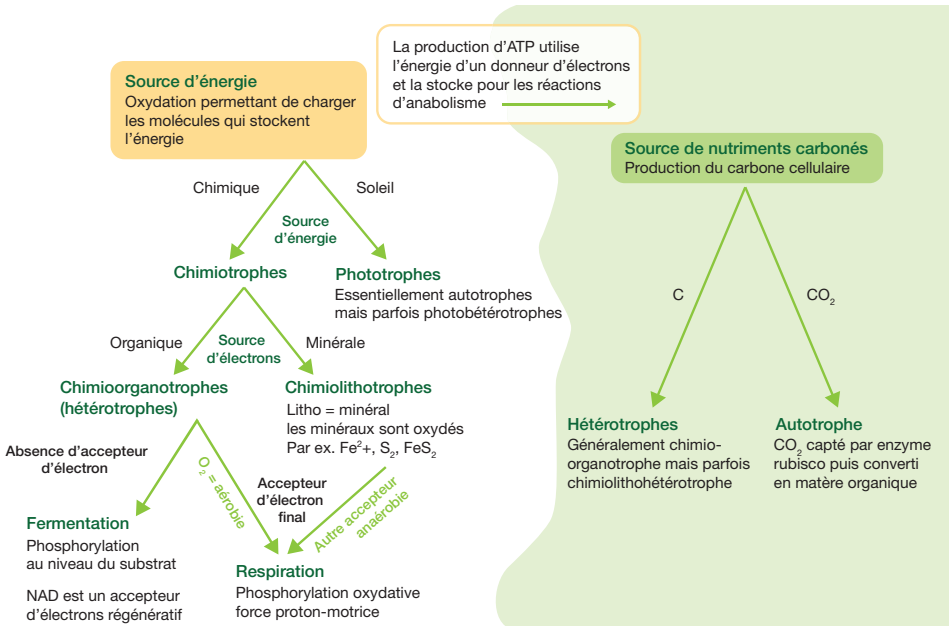 La production d'ATP utilise
l'énergie d'un donneur d'électrons
et la stocke pour les réactions
d'anabolisme
Source d'énergie
Oxydation permettant de charger
les molécules qui stockent
l'énergie
Chimique
Soleil
Source
d'énergie
Chimiotrophes
Phototrophes
Essentiellement autotrophes
mais parfois photobétérotrophes
Organique
Source
d'électrons
Minérale
Chimioorganotrophes
(hétérotrophes)
Chimiolithotrophes
Litho = minéral
les minéraux sont oxydés
Par ex. Fe²+, S₂, FeS₂
Absence d'accepteur
d'électron
O₂ = aérobie
Accepteur
d'électron
final
Autre accepteur
anaérobie
Fermentation
Phosphorylation
au niveau du substrat
NAD est un accepteur
d'électrons régénératif
Respiration
Phosphorylation oxydative
force proton-motrice
Source de nutriments carbonés
Production du carbone cellulaire
C
CO₂
Hétérotrophes
Généralement chimio-
organotrophe mais parfois
chimiolithohétérotrophe
Autotrophe
CO₂ capté par enzyme
rubisco puis converti
en matère organique